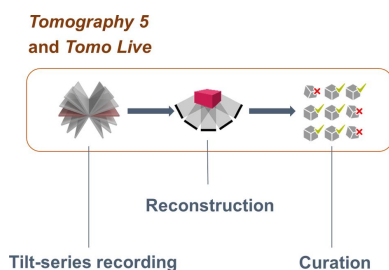 Tomography 5
and Tomo Live
Reconstruction
Tilt-series recording
Curation